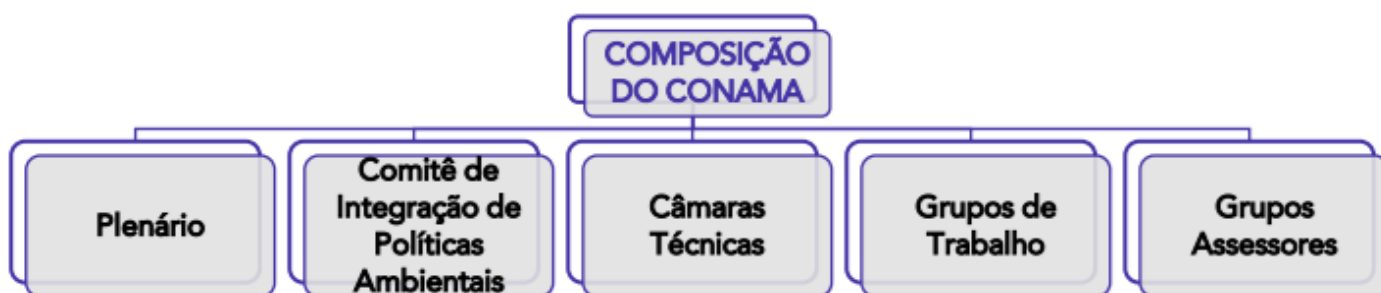 COMPOSIÇÃO
DO CONAMA
Plenário
Comitê de
Integração de
Políticas
Ambientais
Câmaras
Técnicas
Grupos de
Trabalho
Grupos
Assessores